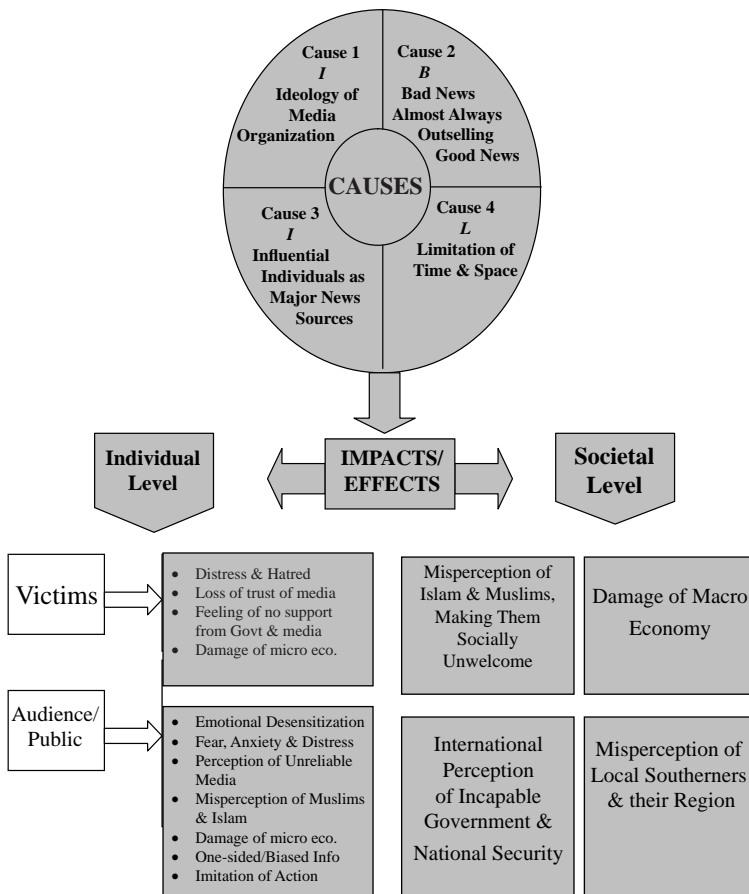 Cause 1
I
Ideology of
Media
Organization
Cause 2
B
Bad News
Almost Always
Outselling
Good News
CAUSES
Cause 3
I
Influential
Individuals as
Major News
Sources
Cause 4
L
Limitation of
Time & Space
Individual
Level
IMPACTS/
EFFECTS
Societal
Level
Victims
• Distress & Hatred
• Loss of trust of media
• Feeling of no support
from Govt & media
• Damage of micro eco.
Misperception of
Islam & Muslims,
Making Them
Socially
Unwelcome
Damage of Macro
Economy
Audience/
Public
• Emotional Desensitization
• Fear, Anxiety & Distress
• Perception of Unreliable
Media
• Misperception of Muslims
& Islam
• Damage of micro eco.
• One-sided/Biased Info
• Imitation of Action
International
Perception
of Incapable
Government &
National Security
Misperception of
Local Southerners
& their Region